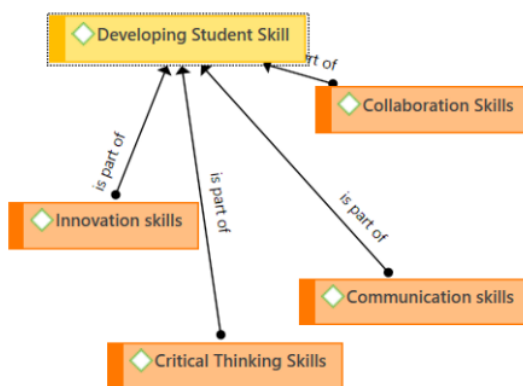 Developing Student Skill
part of
Collaboration Skills
is part of
Innovation skills
is part of
is part of
Communication skills
Critical Thinking Skills